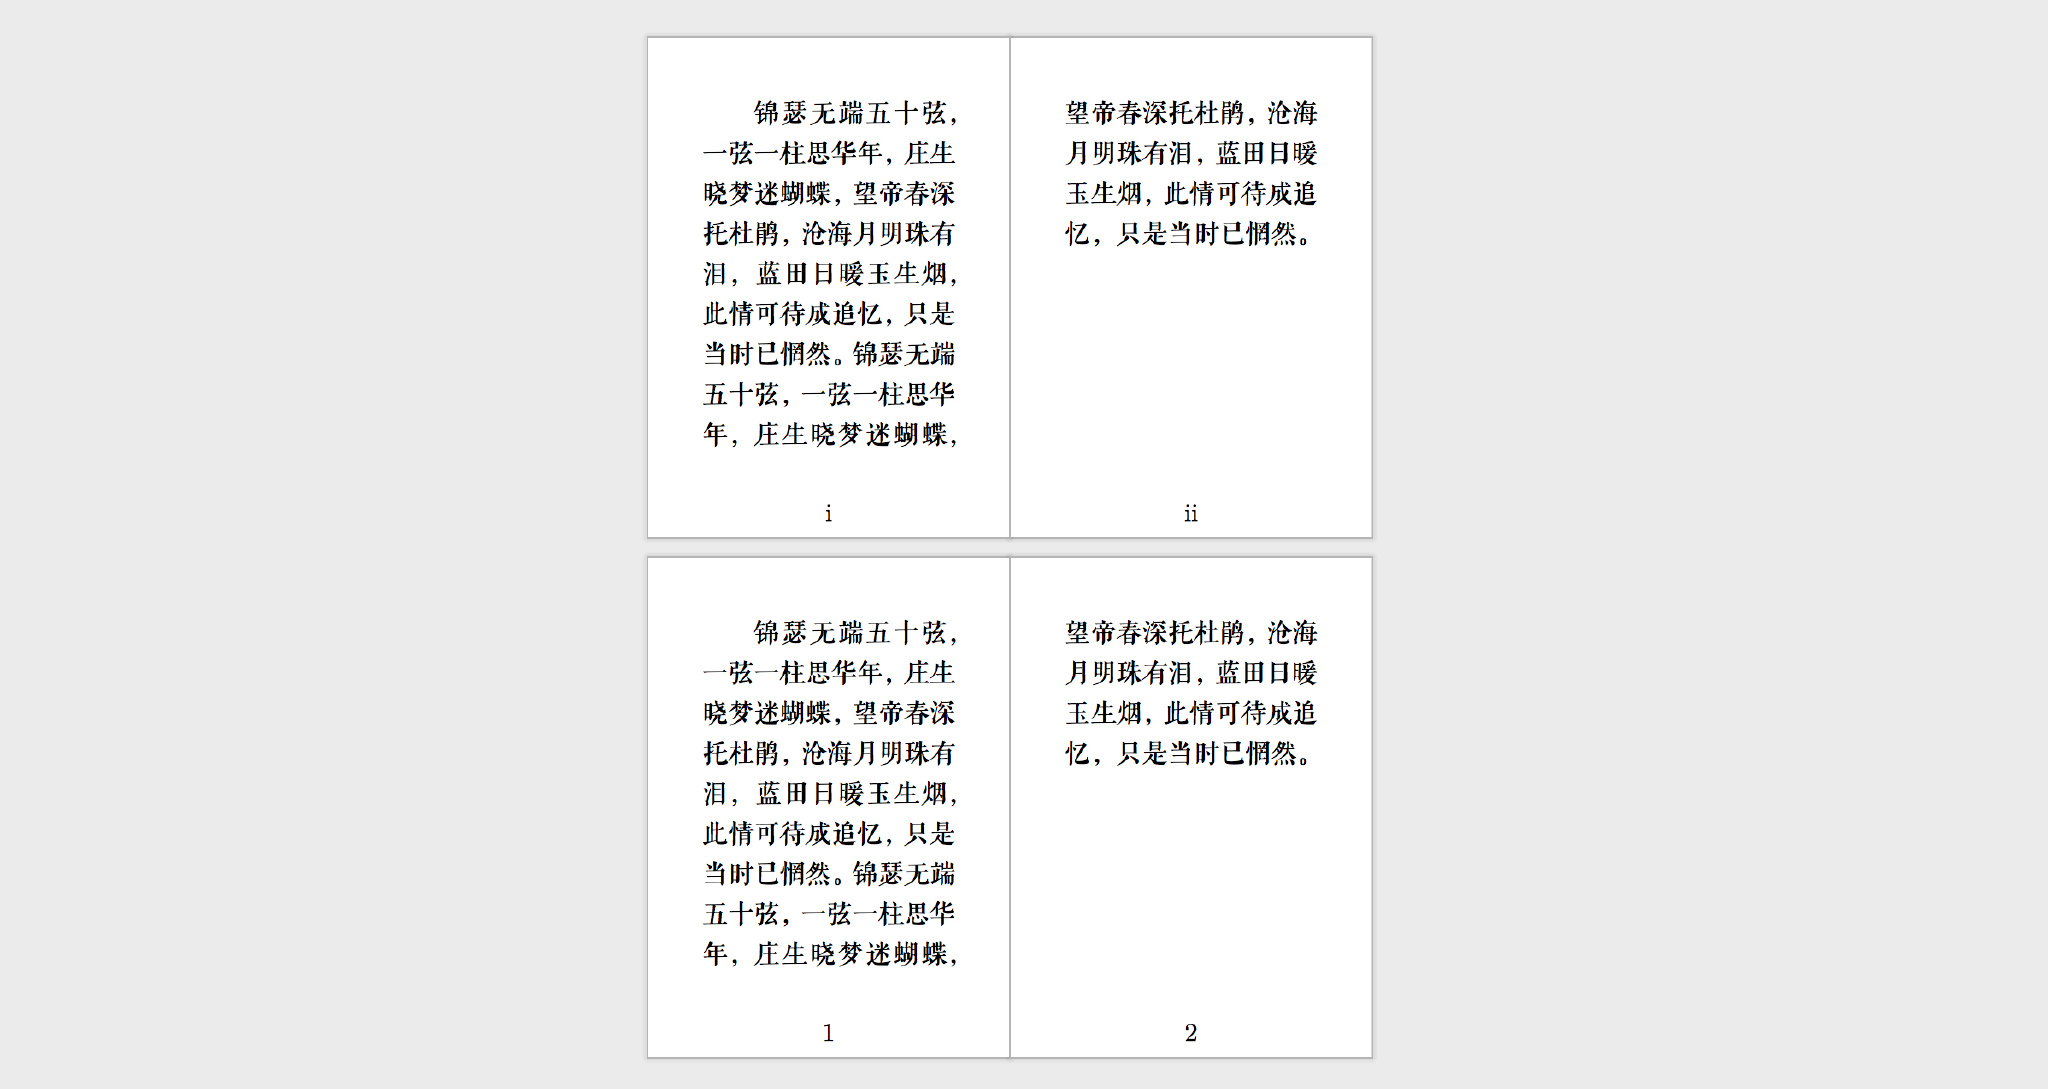 锦瑟无端五十弦，
一弦一柱思华年，庄生
晓梦迷蝴蝶，望帝春深
托杜鹃，沧海月明珠有
泪，蓝田日暖玉生烟，
此情可待成追忆，只是
当时已惘然。锦瑟无端
五十弦，一弦一柱思华
年，庄生晓梦迷蝴蝶，
i
望帝春深托杜鹃，沧海
月明珠有泪，蓝田日暖
玉生烟，此情可待成追
忆，只是当时已惘然。
ii
锦瑟无端五十弦，
一弦一柱思华年，庄生
晓梦迷蝴蝶，望帝春深
托杜鹃，沧海月明珠有
泪，蓝田日暖玉生烟，
此情可待成追忆，只是
当时已惘然。锦瑟无端
五十弦，一弦一柱思华
年，庄生晓梦迷蝴蝶，
1
望帝春深托杜鹃，沧海
月明珠有泪，蓝田日暖
玉生烟，此情可待成追
忆，只是当时已惘然。
2